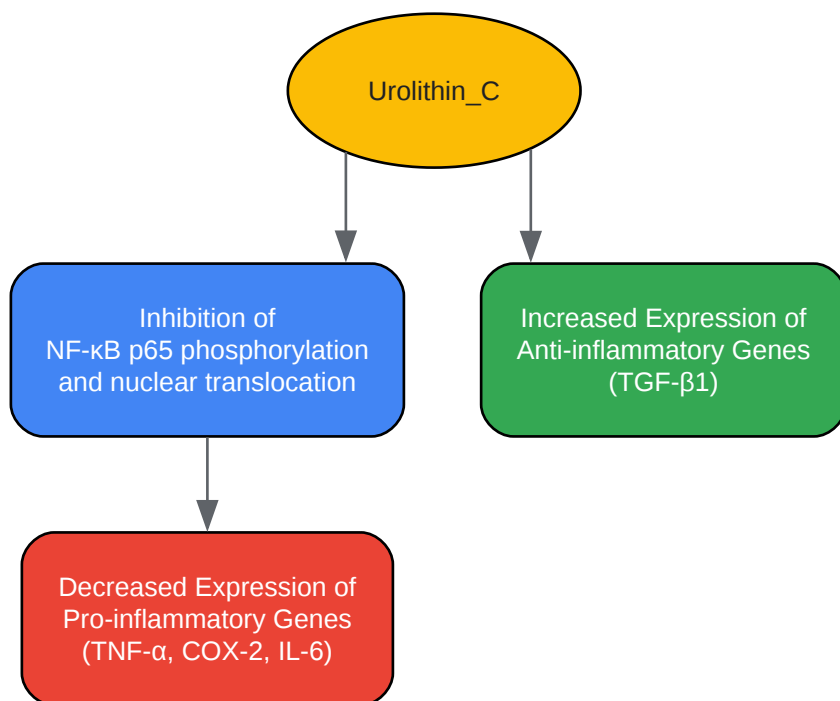 Urolithin_C
Inhibition of
NF-κB p65 phosphorylation
and nuclear translocation
Increased Expression of
Anti-inflammatory Genes
(TGF-β1)
Decreased Expression of
Pro-inflammatory Genes
(TNF-α, COX-2, IL-6)